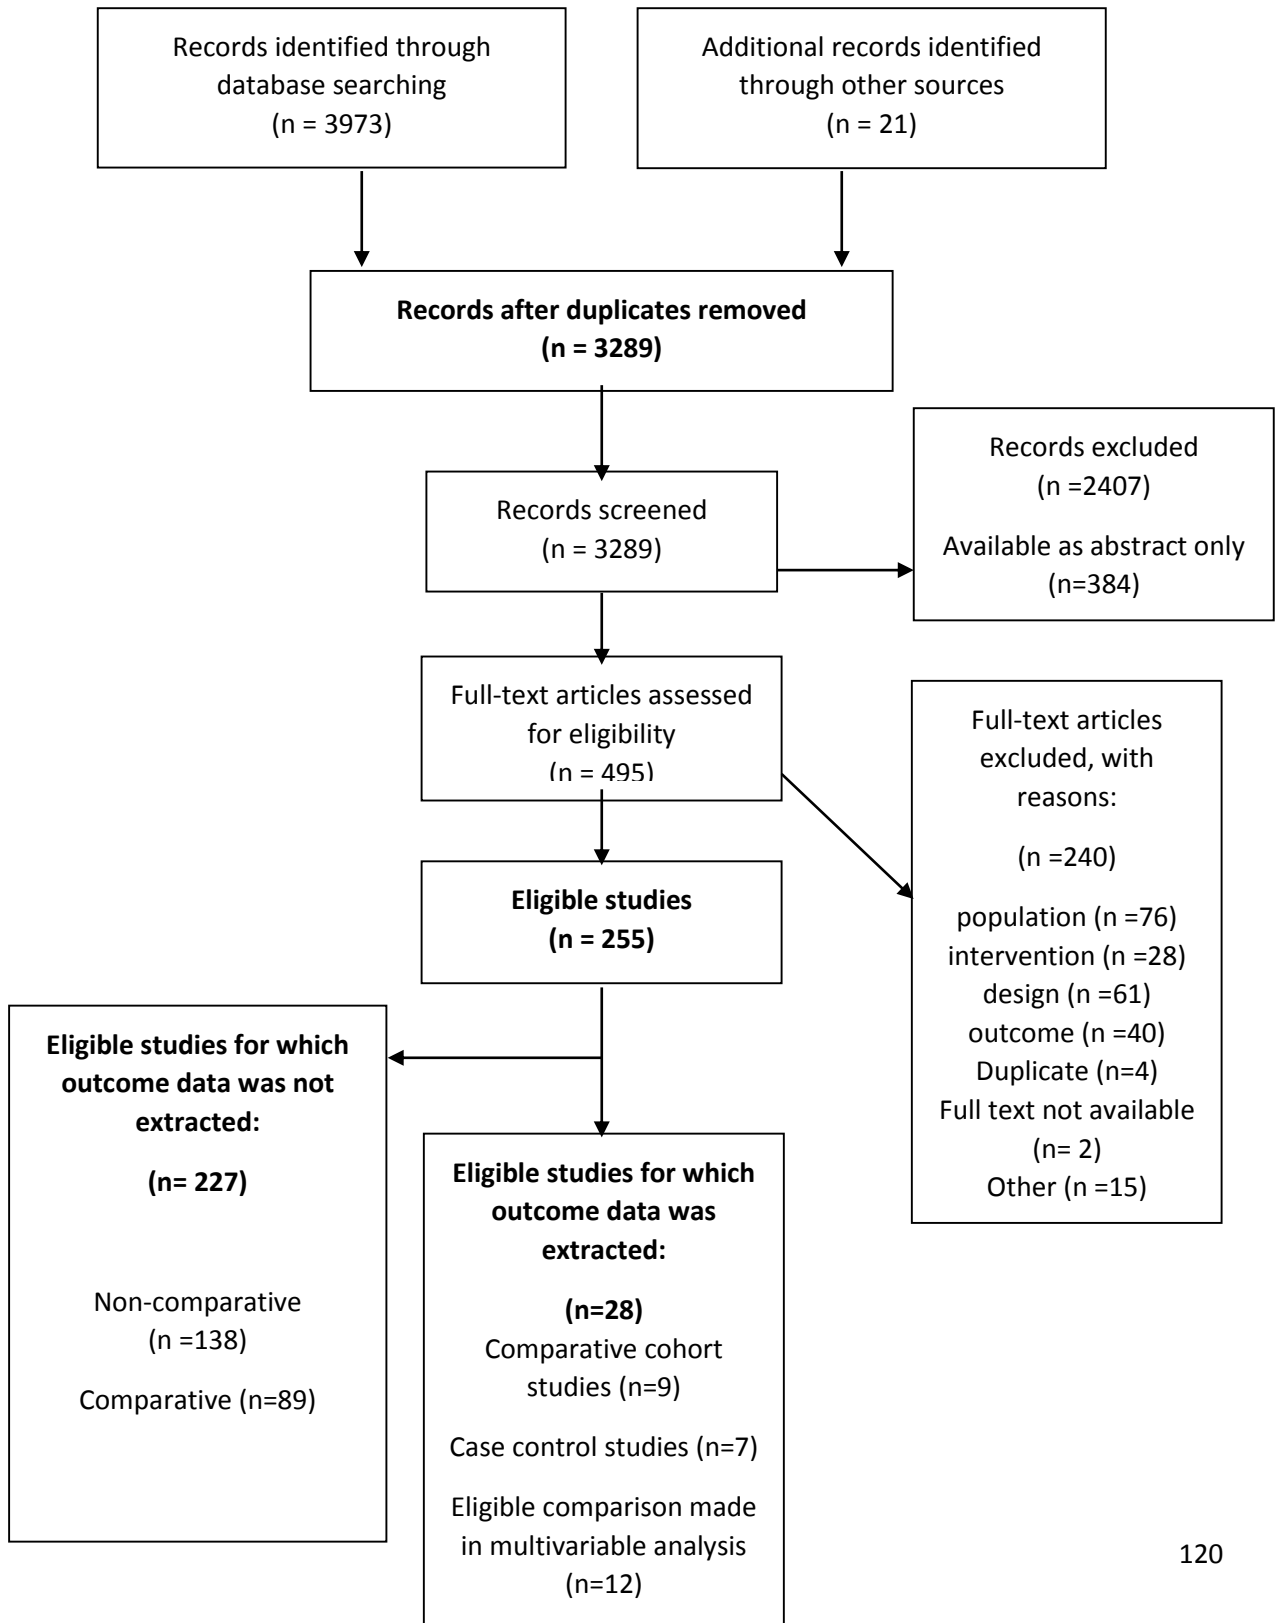 Records identified through
database searching
(n = 3973)
Additional records identified
through other sources
(n = 21)
Records after duplicates removed
(n = 3289)
Records screened
(n = 3289)
Records excluded
(n =2407)
Available as abstract only
(n=384)
Full-text articles assessed
for eligibility
(n = 495)
Full-text articles
excluded, with
reasons:
(n =240)
population (n =76)
intervention (n =28)
design (n =61)
outcome (n =40)
Duplicate (n=4)
Full text not available
(n= 2)
Other (n =15)
Eligible studies
(n = 255)
Eligible studies for which
outcome data was not
extracted:
(n= 227)
Non-comparative
(n =138)
Comparative (n=89)
Eligible studies for which
outcome data was
extracted:
(n=28)
Comparative cohort
studies (n=9)
Case control studies (n=7)
Eligible comparison made
in multivariable analysis
(n=12)
120